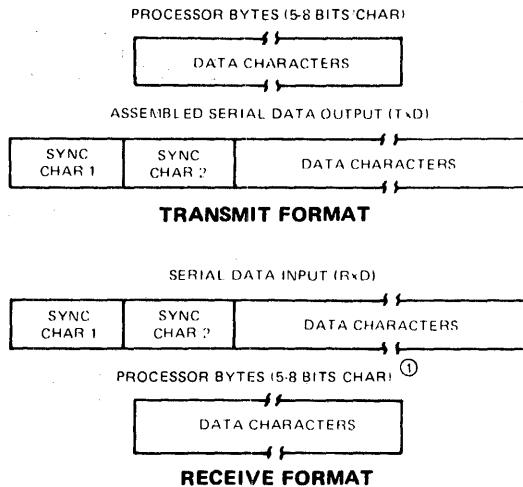 PROCESSOR BYTES (5-8 BITS/CHAR)
DATA CHARACTERS
ASSEMBLED SERIAL DATA OUTPUT (TxD)
SYNC CHAR 1
SYNC CHAR 2
DATA CHARACTERS
TRANSMIT FORMAT
SERIAL DATA INPUT (RxD)
SYNC CHAR 1
SYNC CHAR 2
DATA CHARACTERS
PROCESSOR BYTES (5-8 BITS CHAR) ①
DATA CHARACTERS
RECEIVE FORMAT